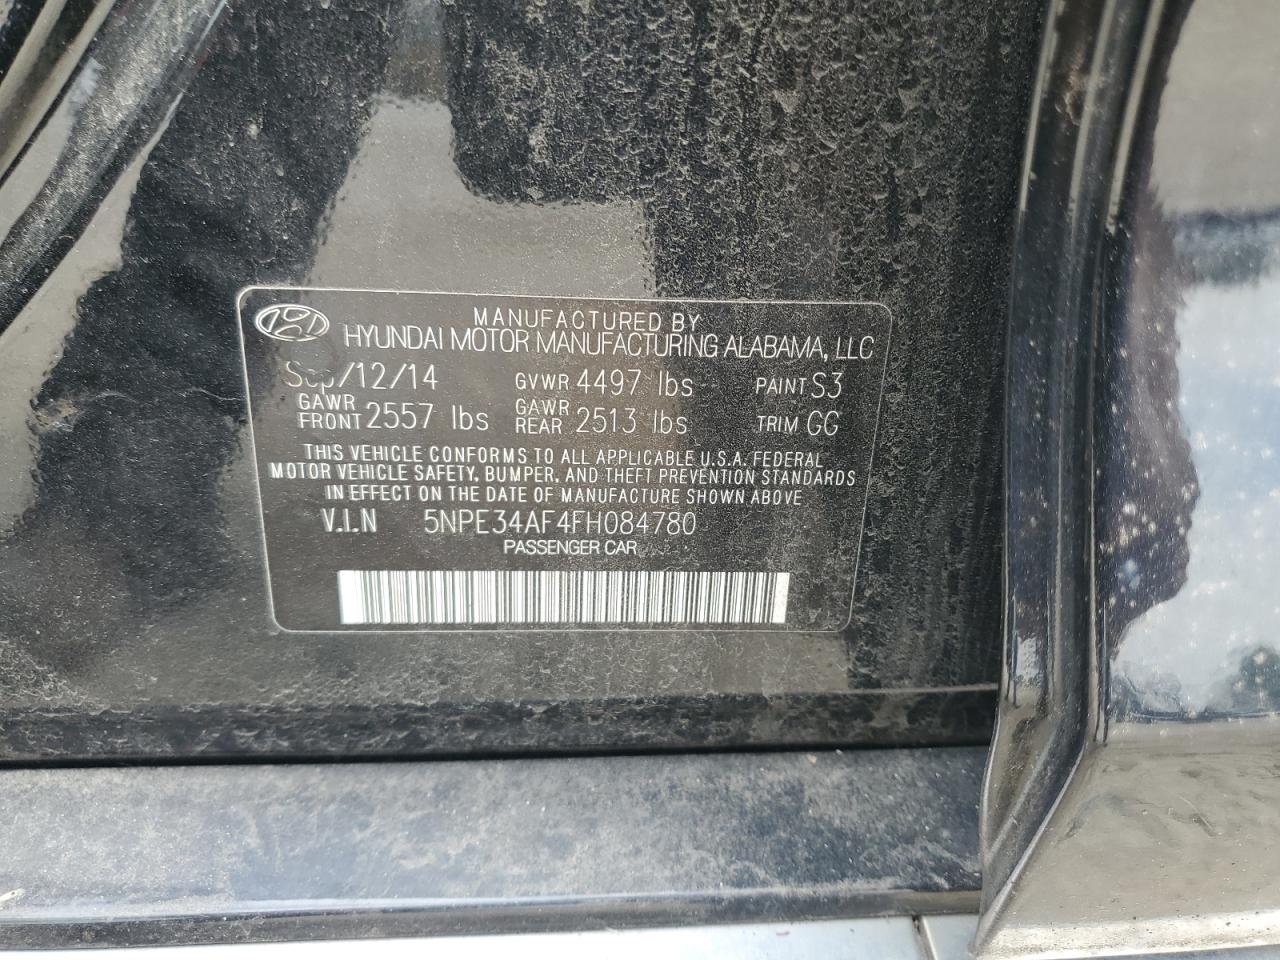 MANUFACTURED BY
HYUNDAI MOTOR MANUFACTURING ALABAMA, LLC
Sep/12/14 GVWR 4497 lbs PAINT S3
GAWR FRONT 2557 lbs GAWR REAR 2513 lbs TRIM GG
THIS VEHICLE CONFORMS TO ALL APPLICABLE U.S.A. FEDERAL
MOTOR VEHICLE SAFETY, BUMPER, AND THEFT PREVENTION STANDARDS
IN EFFECT ON THE DATE OF MANUFACTURE SHOWN ABOVE
V.I.N 5NPE34AF4FH084780
PASSENGER CAR